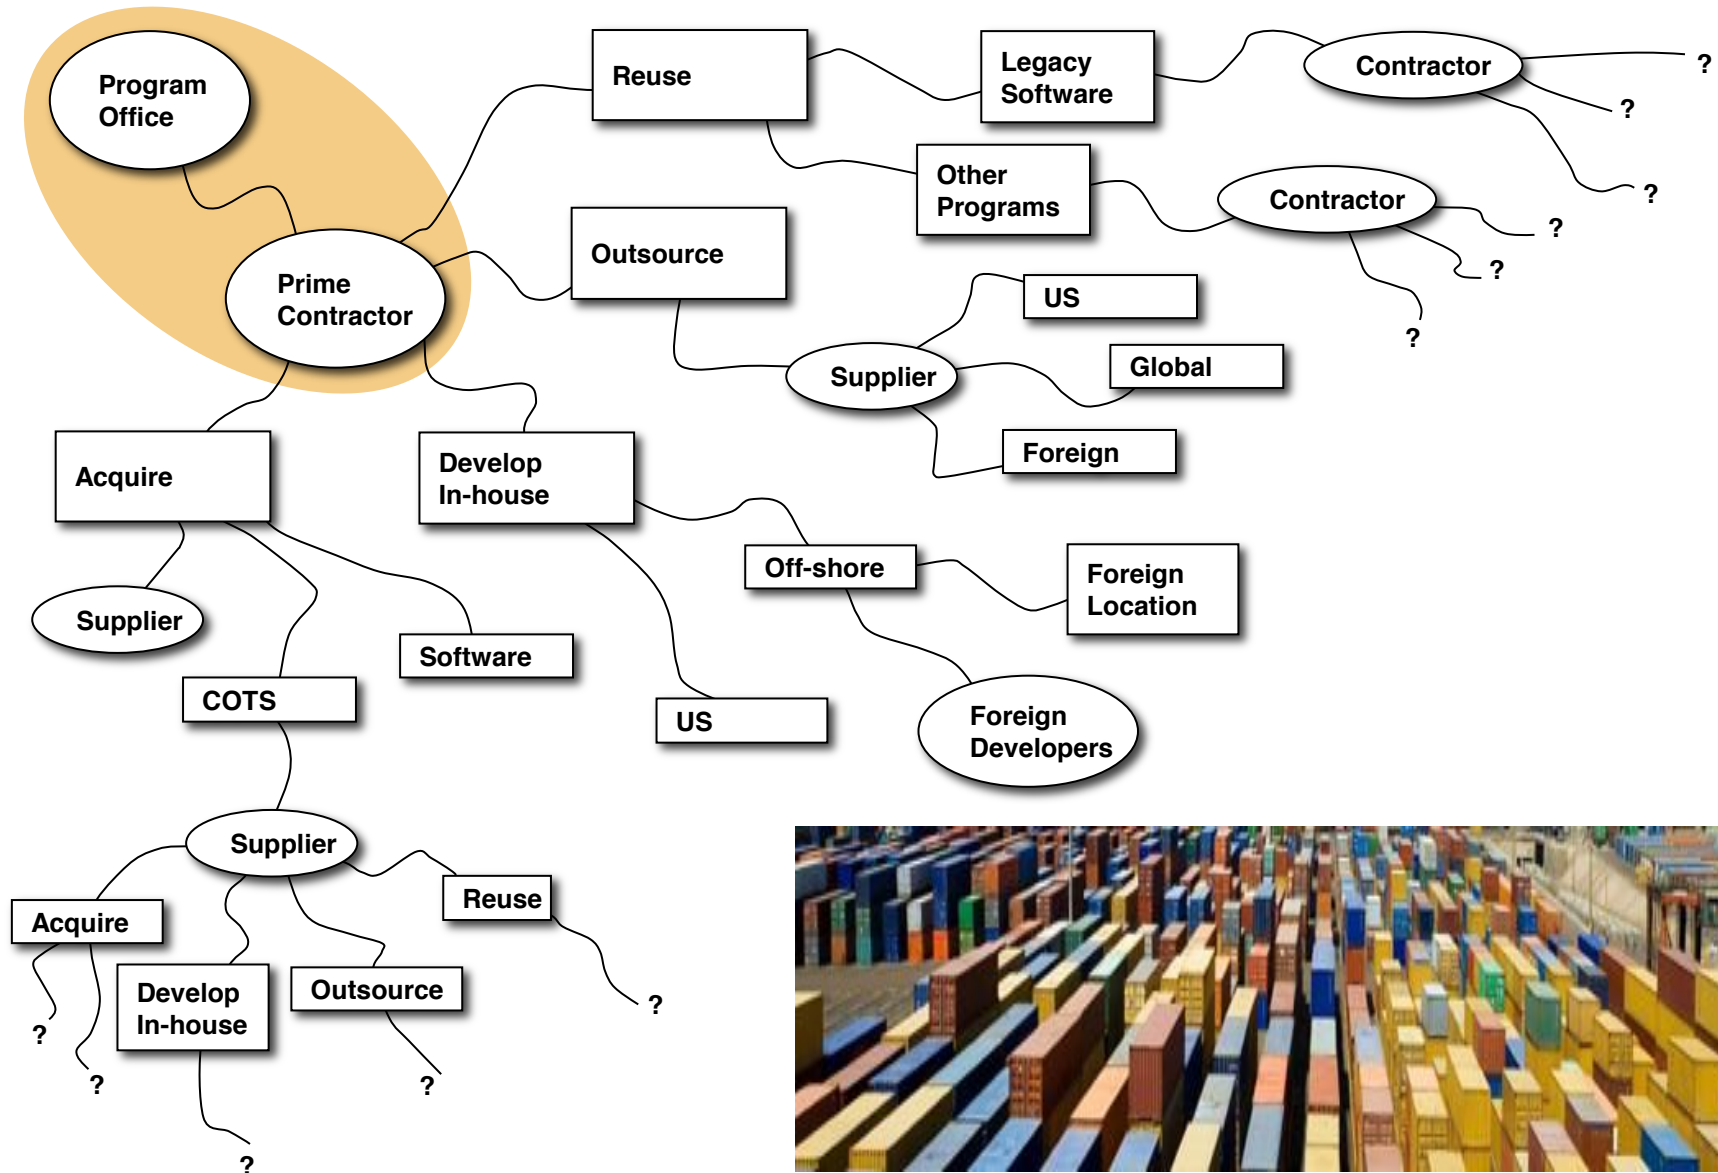 Program
Office
Prime
Contractor
Reuse
Legacy
Software
Contractor
?
?
?
Other
Programs
Contractor
?
?
?
Outsource
Supplier
US
Global
Foreign
Acquire
Supplier
COTS
Software
Develop
In-house
Off-shore
Foreign
Location
Foreign
Developers
US
Supplier
Acquire
?
?
Develop
In-house
?
Outsource
?
Reuse
?